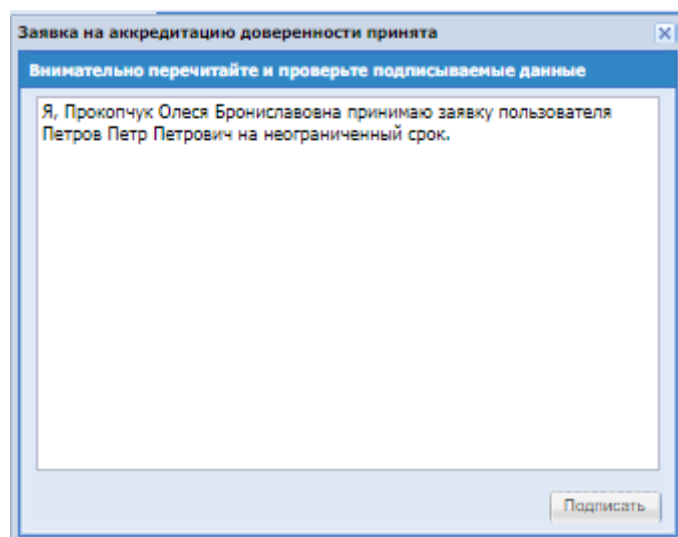 Заявка на аккредитацию доверенности принята
Внимательно перечитайте и проверьте подписываемые данные
Я, Прокопчук Олеся Брониславовна принимаю заявку пользователя
Петров Петр Петрович на неограниченный срок.
Подписать